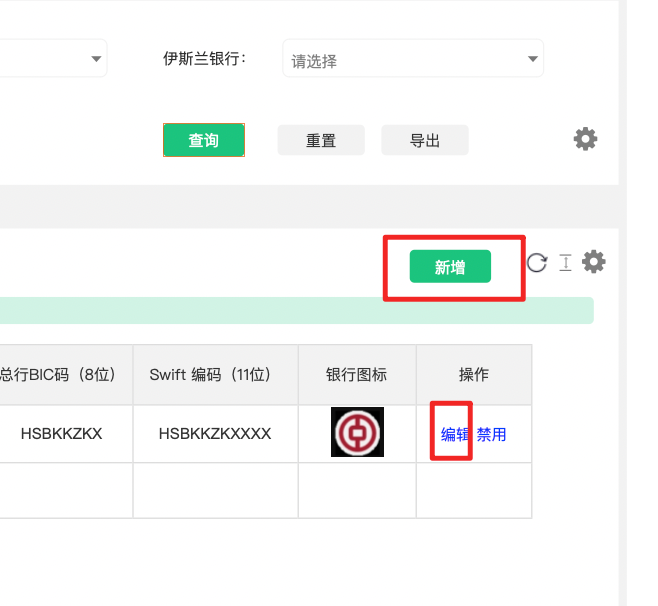 伊斯兰银行: 请选择
查询 重置 导出
新增
总行BIC码（8位） Swift 编码（11位） 银行图标 操作
HSBKKZKX HSBKKZKXXXX 编辑 禁用